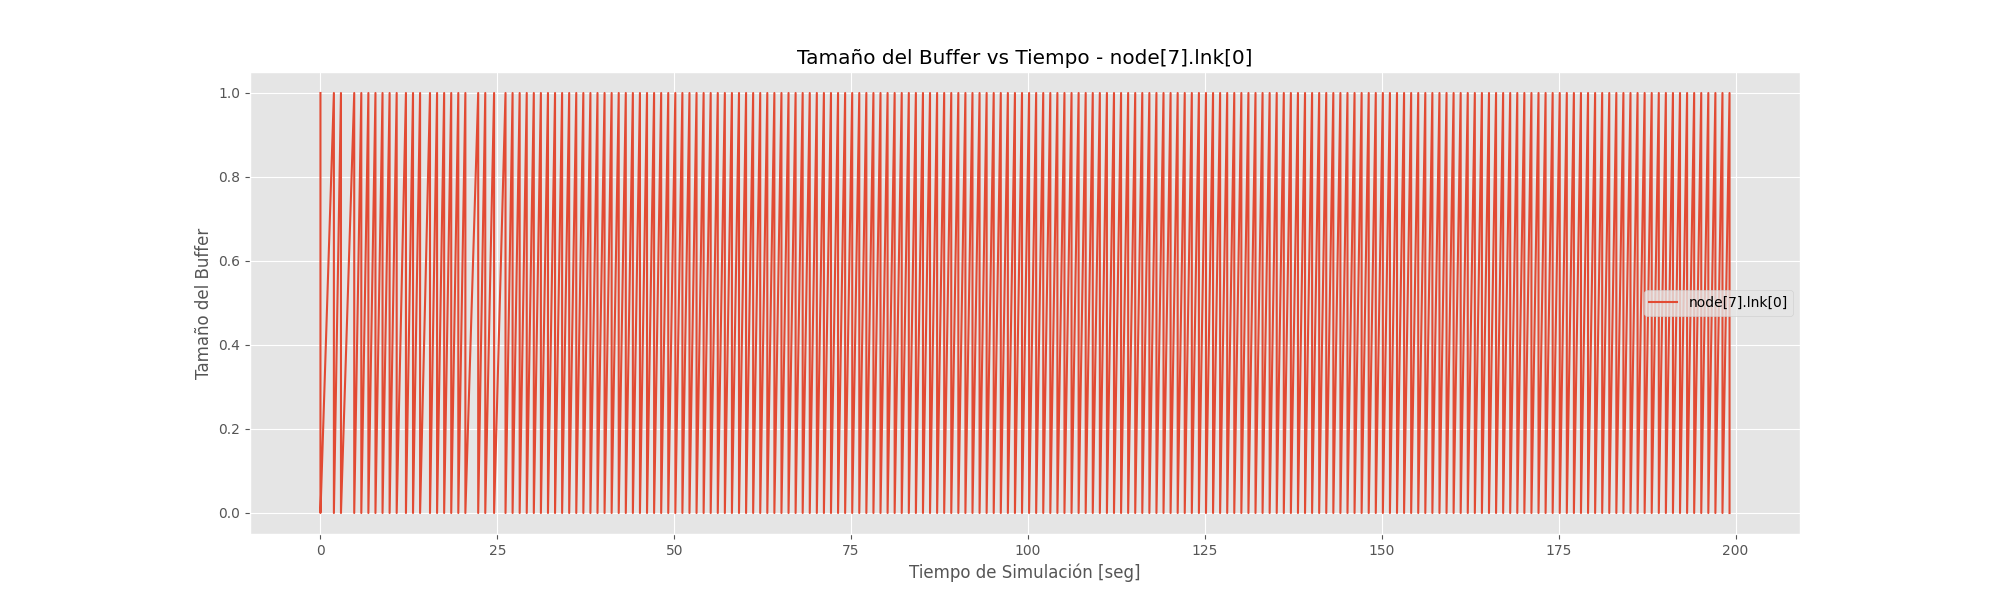 Tamaño del Buffer vs Tiempo - node[7].lnk[0]
1.0
0.8
0.6
0.4
0.2
0.0
Tamaño del Buffer
node[7].lnk[0]
0 25 50 75 100 125 150 175 200
Tiempo de Simulación [seg]